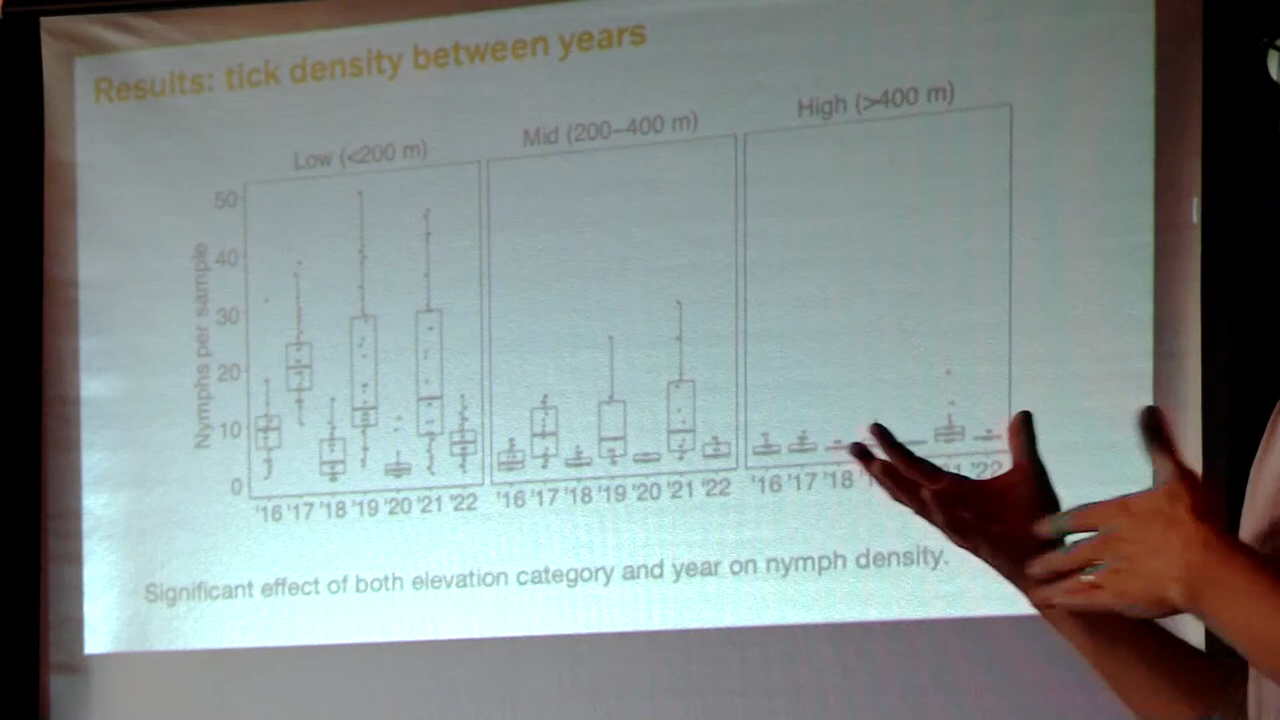 Results: tick density between years
Low (<200 m)
Mid (200–400 m)
High (>400 m)
Nymphs per sample
50
40
30
20
10
0
'16 '17 '18 '19 '20 '21 '22
'16 '17 '18 '19 '20 '21 '22
'16 '17 '18 '22
Significant effect of both elevation category and year on nymph density.